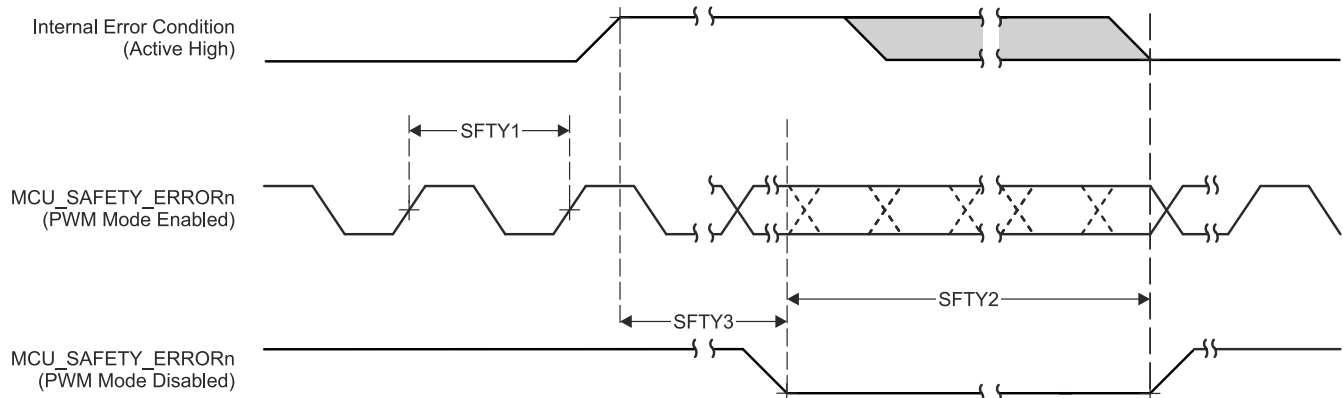 Internal Error Condition
(Active High)
SFTY1
MCU_SAFETY_ERRORn
(PWM Mode Enabled)
SFTY2
SFTY3
MCU_SAFETY_ERRORn
(PWM Mode Disabled)